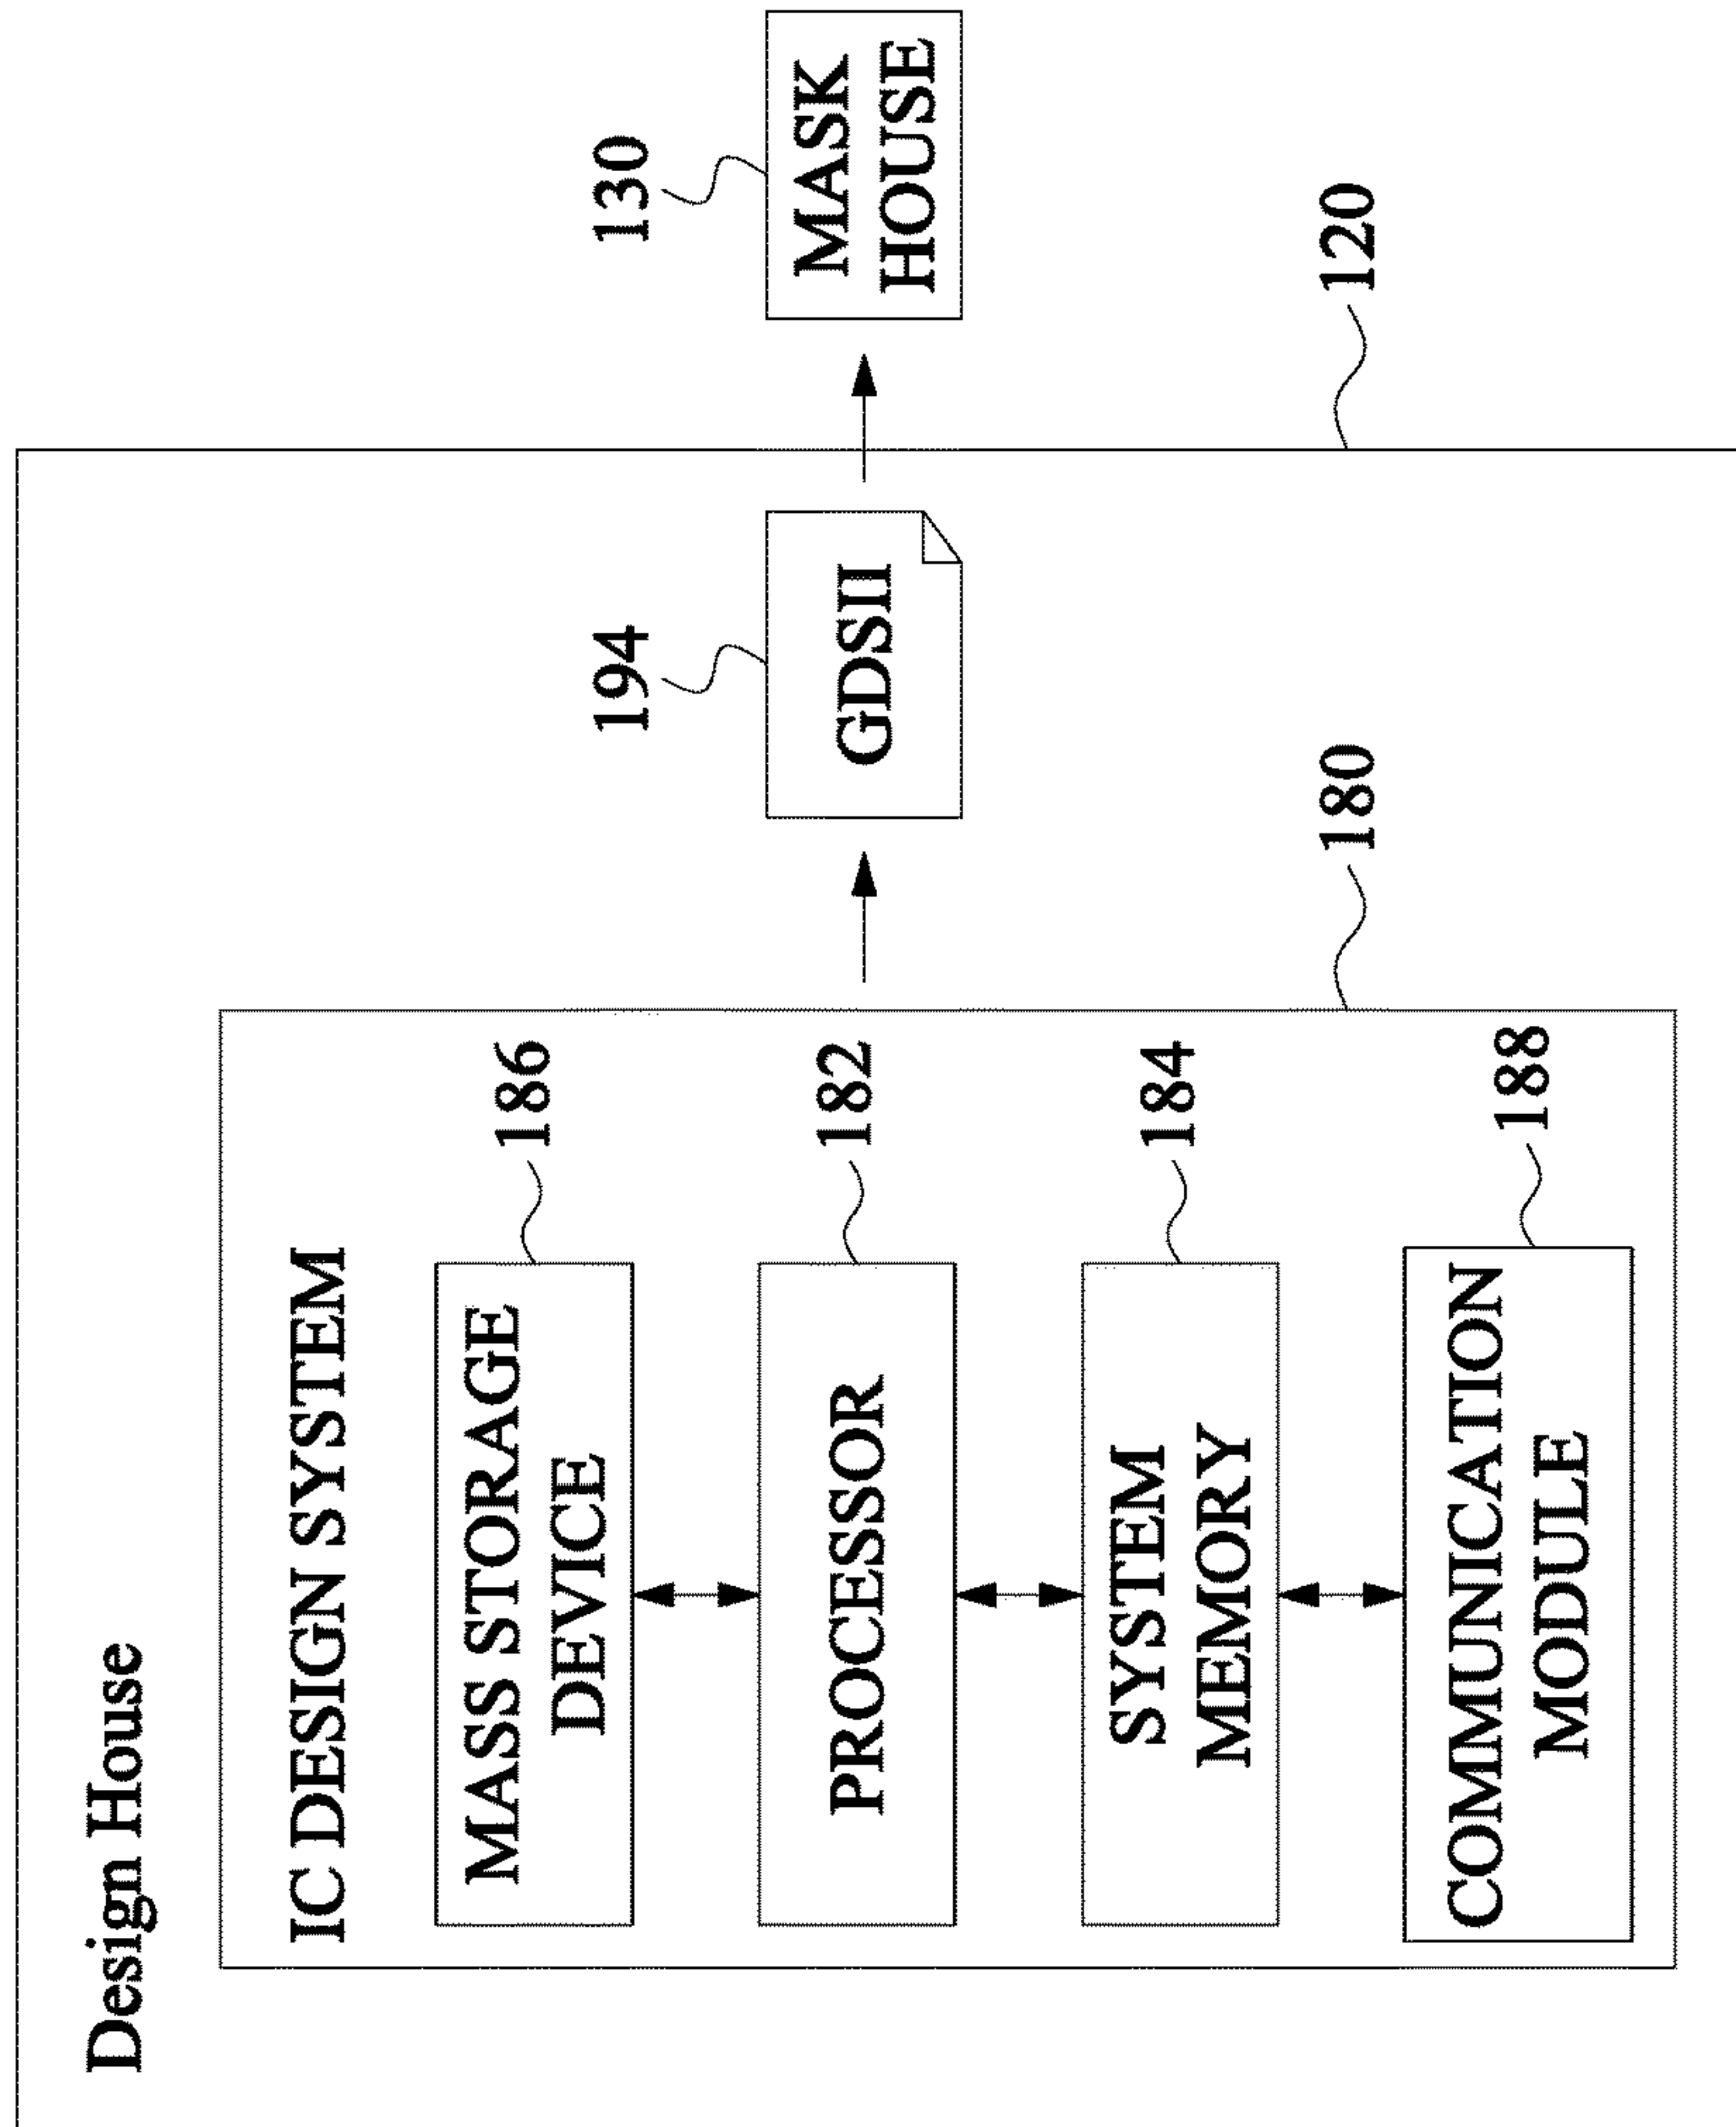 Design House
IC DESIGN SYSTEM
MASS STORAGE
DEVICE
186
PROCESSOR
182
SYSTEM
MEMORY
184
COMMUNICATION
MODULE
188
180
194
GDSII
130
MASK
HOUSE
120